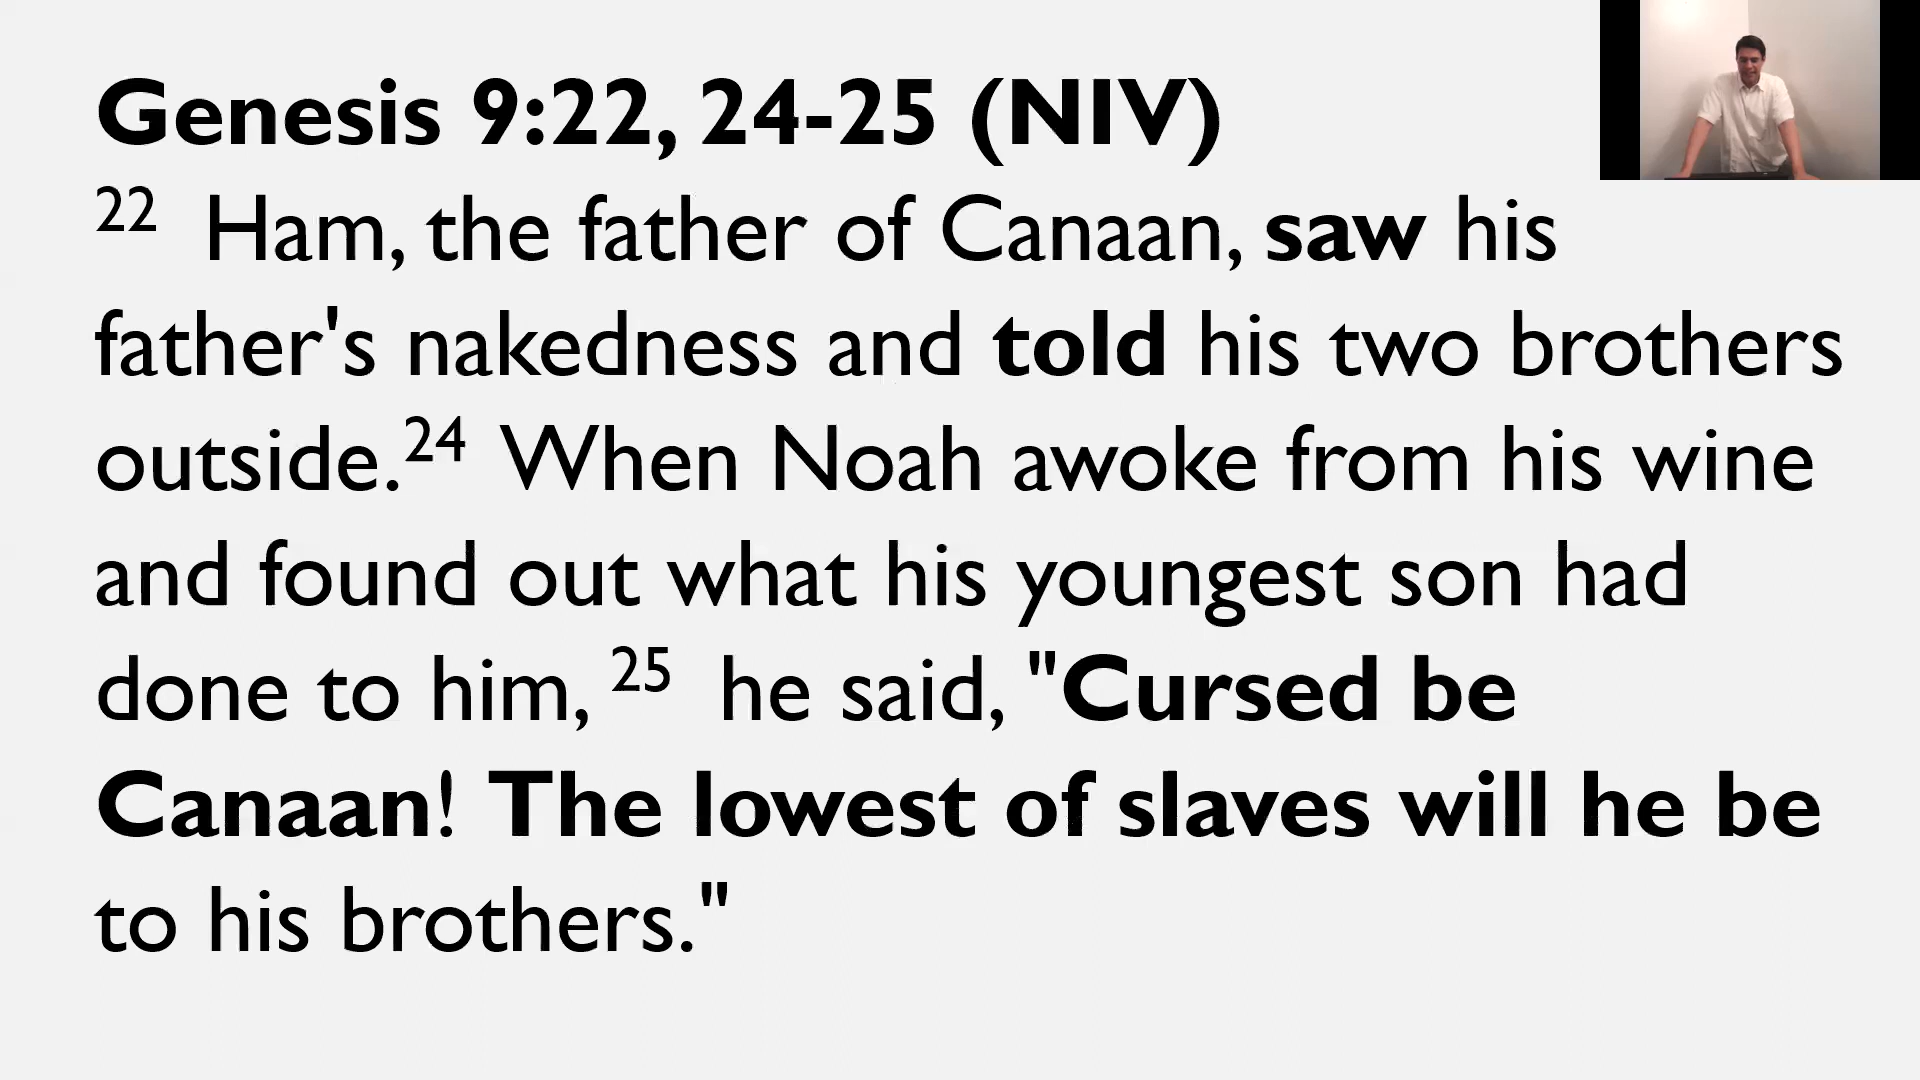 Genesis 9:22, 24-25 (NIV)
22 Ham, the father of Canaan, saw his
father's nakedness and told his two brothers
outside.24 When Noah awoke from his wine
and found out what his youngest son had
done to him, 25 he said, "Cursed be
Canaan! The lowest of slaves will he be
to his brothers."